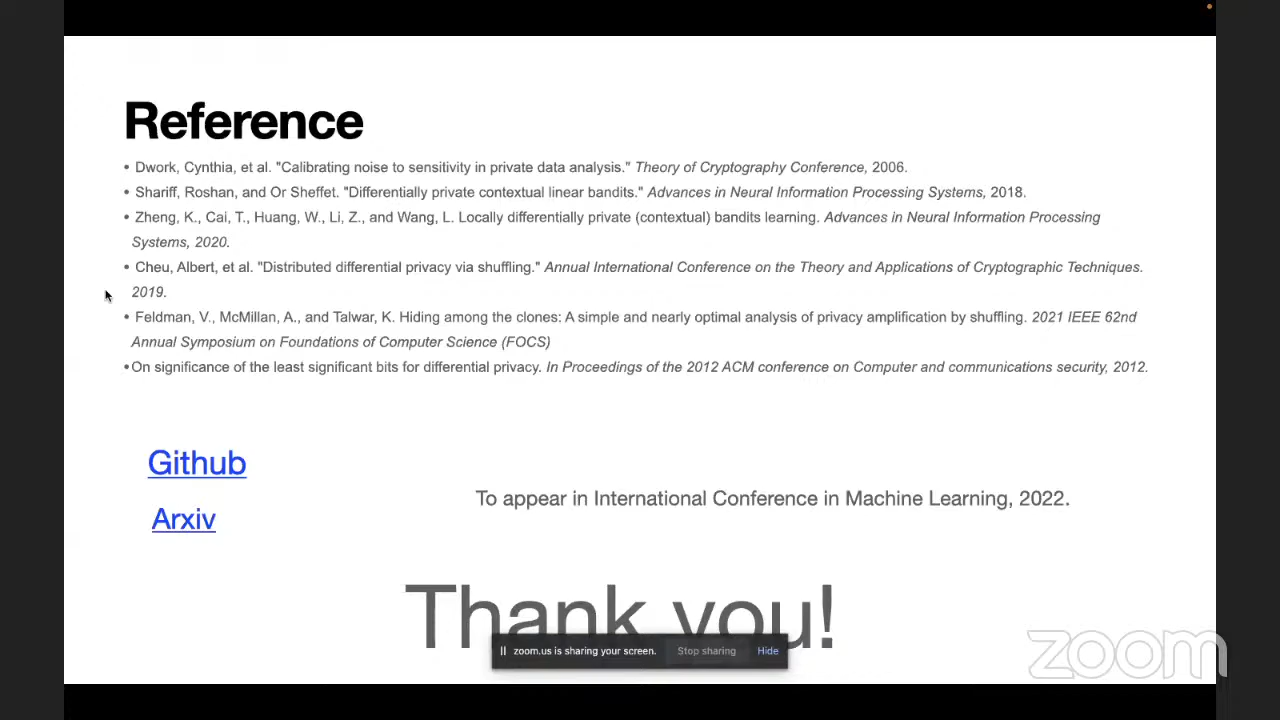 Reference
• Dwork, Cynthia, et al. "Calibrating noise to sensitivity in private data analysis." Theory of Cryptography Conference, 2006.
• Shariff, Roshan, and Or Sheffet. "Differentially private contextual linear bandits." Advances in Neural Information Processing Systems, 2018.
• Zheng, K., Cai, T., Huang, W., Li, Z., and Wang, L. Locally differentially private (contextual) bandits learning. Advances in Neural Information Processing
Systems, 2020.
• Cheu, Albert, et al. "Distributed differential privacy via shuffling." Annual International Conference on the Theory and Applications of Cryptographic Techniques.
2019.
• Feldman, V., McMillan, A., and Talwar, K. Hiding among the clones: A simple and nearly optimal analysis of privacy amplification by shuffling. 2021 IEEE 62nd
Annual Symposium on Foundations of Computer Science (FOCS)
• On significance of the least significant bits for differential privacy. In Proceedings of the 2012 ACM conference on Computer and communications security, 2012.
Github
To appear in International Conference in Machine Learning, 2022.
Arxiv
Thank you!
zoom.us is sharing your screen. Stop sharing Hide
zoom